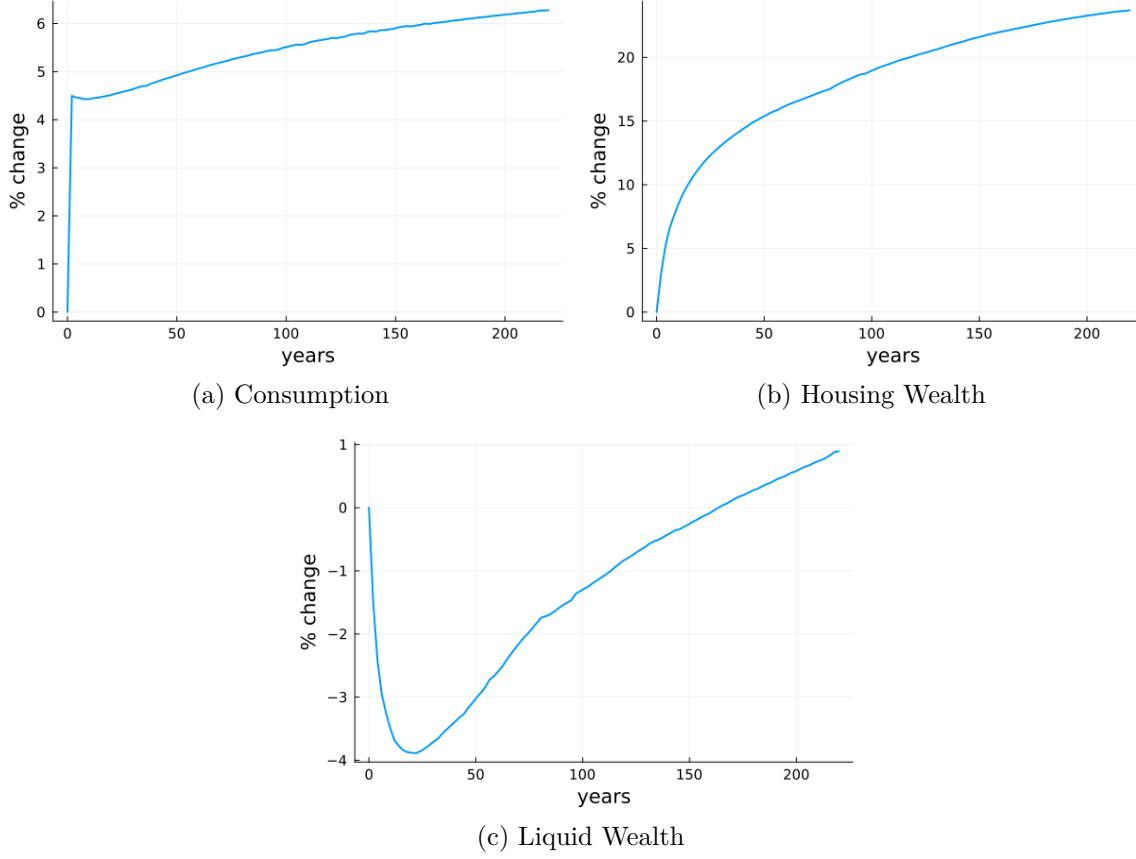 6
5
4
3
2
1
0
% change
0 50 100 150 200
years
(a) Consumption
20
15
10
5
0
% change
0 50 100 150 200
years
(b) Housing Wealth
1
0
−1
−2
−3
−4
% change
0 50 100 150 200
years
(c) Liquid Wealth